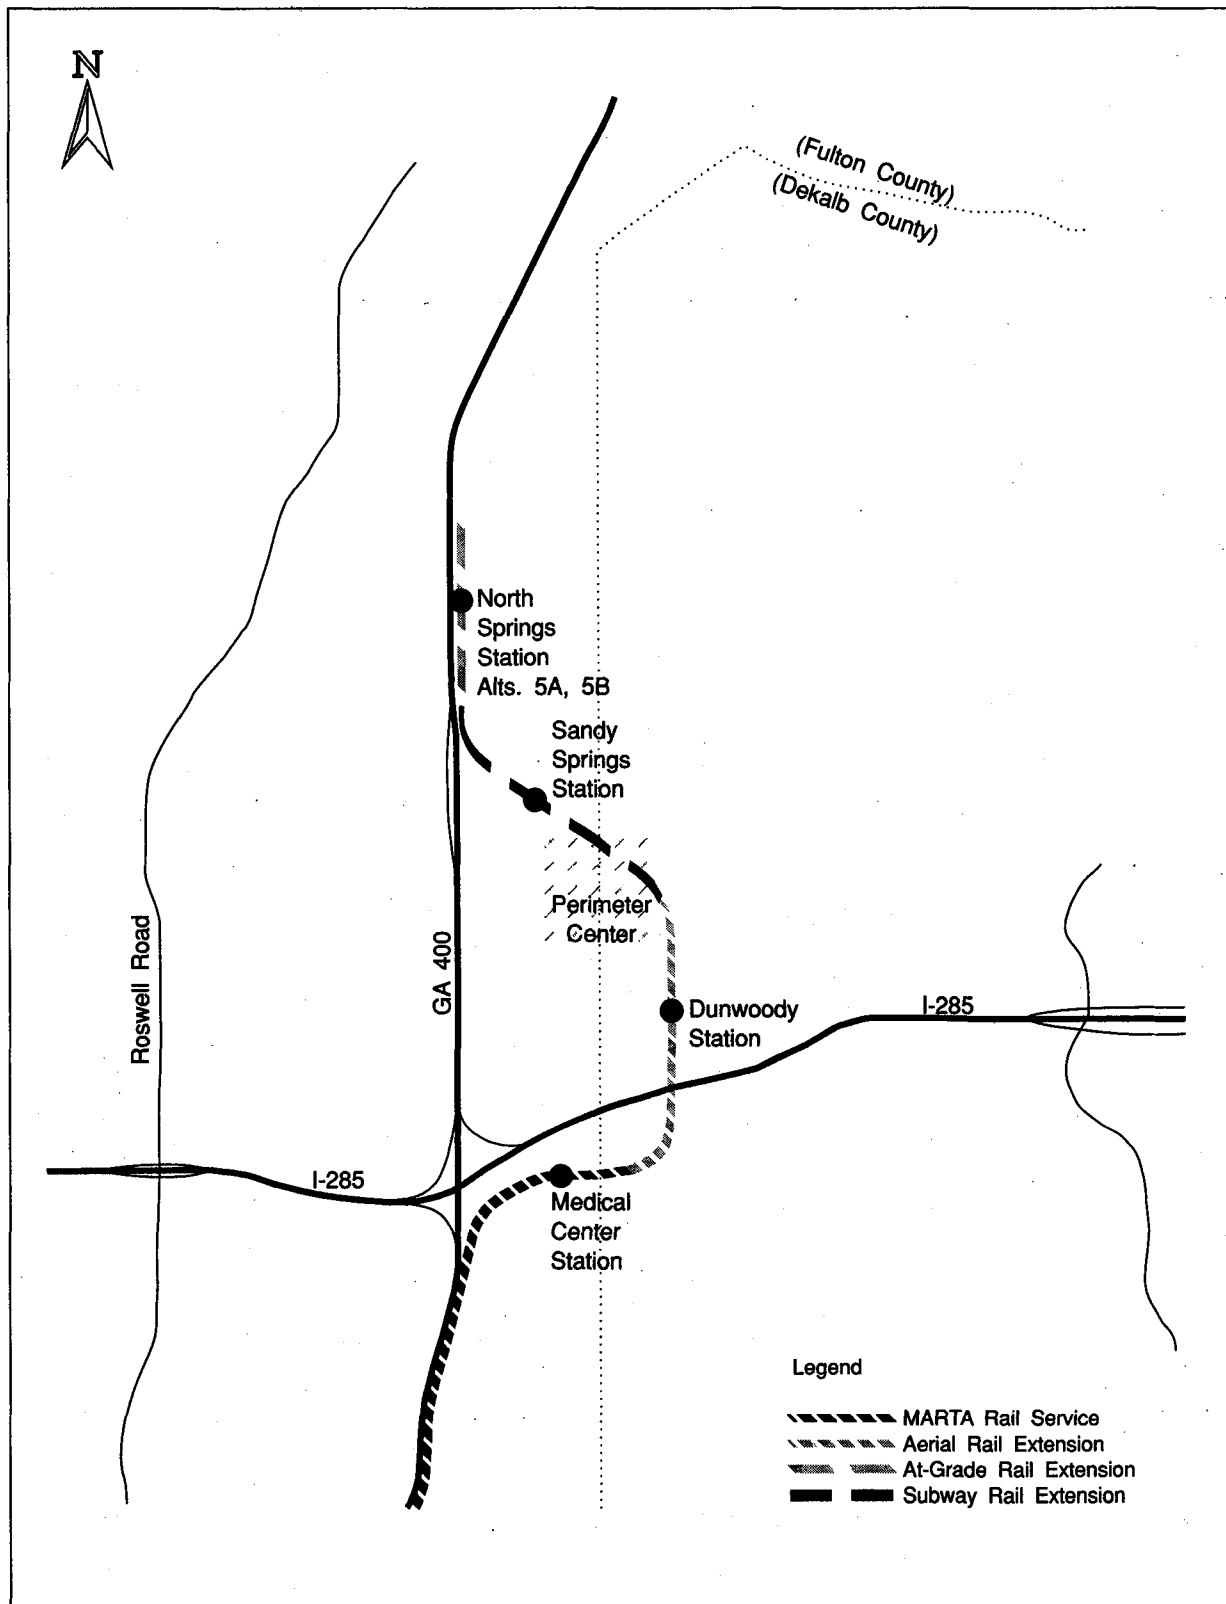 N
(Fulton County)
(Dekalb County)
North
Springs
Station
Alts. 5A, 5B
Sandy
Springs
Station
Perimeter
Center
Roswell Road
GA 400
Dunwoody
Station
I-285
I-285
Medical
Center
Station
Legend
MARTA Rail Service
Aerial Rail Extension
At-Grade Rail Extension
Subway Rail Extension